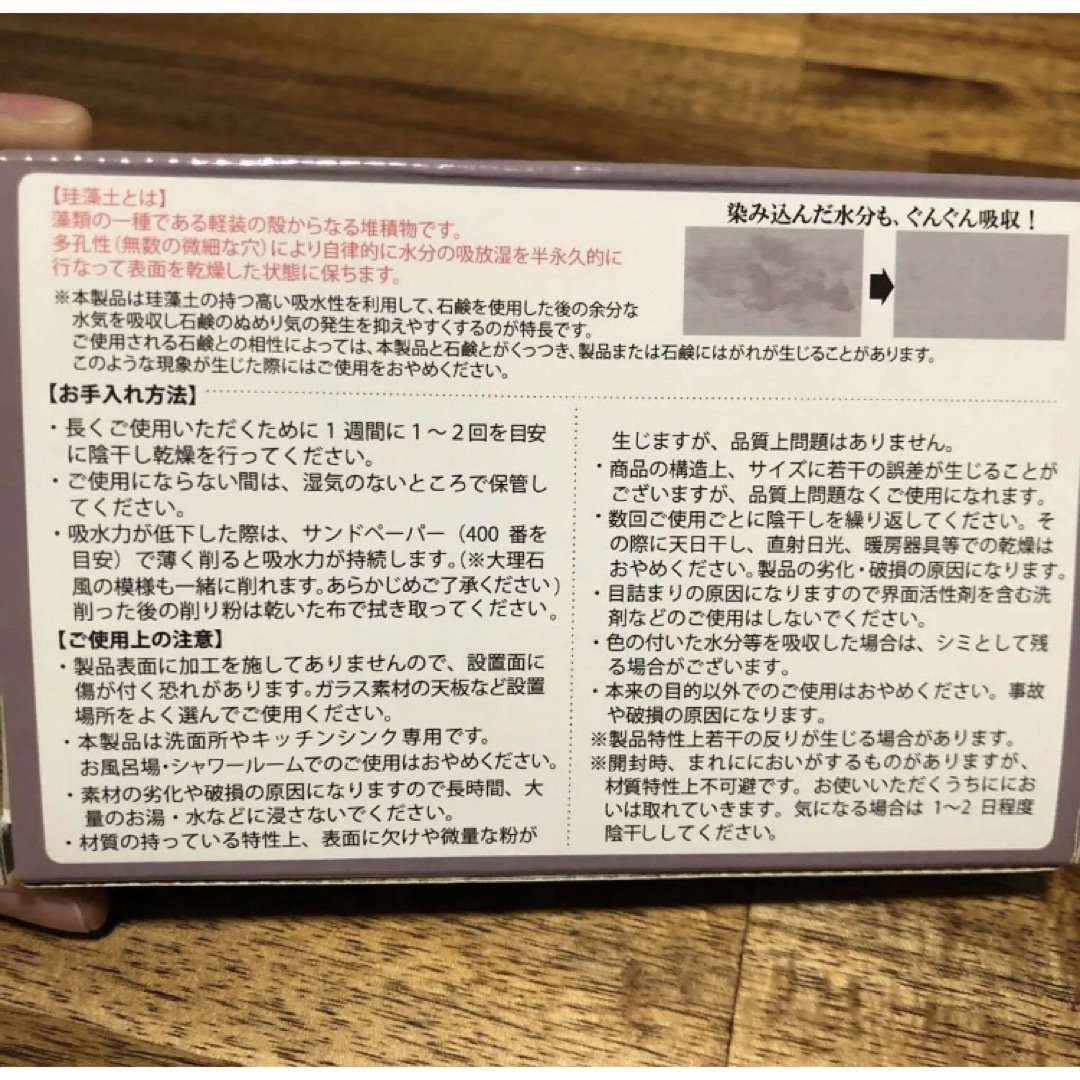 【珪藻土とは】
藻類の一種である軽装の殻からなる堆積物です。
多孔性（無数の微細な穴）により自律的に水分の吸放湿を半永久的に
行なって表面を乾燥した状態に保ちます。
染み込んだ水分も、ぐんぐん吸収！
※本製品は珪藻土の持つ高い吸水性を利用して、石鹸を使用した後の余分な
水気を吸収し石鹸のぬめり気の発生を抑えやすくするのが特長です。
ご使用される石鹸との相性によっては、本製品と石鹸とがくっつき、製品または石鹸にはがれが生じることがあります。
このような現象が生じた際にはご使用をおやめください。
【お手入れ方法】
・長くご使用いただくために１週間に１〜２回を目安
に陰干し乾燥を行ってください。
・ご使用にならない間は、湿気のないところで保管し
てください。
・吸水力が低下した際は、サンドペーパー（400 番を
目安）で薄く削ると吸水力が持続します。（※大理石
風の模様も一緒に削れます。あらかじめご了承ください）
削った後の削り粉は乾いた布で拭き取ってください。
【ご使用上の注意】
・製品表面に加工を施してありませんので、設置面に
傷が付く恐れがあります。ガラス素材の天板など設置
場所をよく選んでご使用ください。
・本製品は洗面所やキッチンシンク専用です。
お風呂場・シャワールームでのご使用はおやめください。
・素材の劣化や破損の原因になりますので長時間、大
量のお湯・水などに浸さないでください。
・材質の持っている特性上、表面に欠けや微量な粉が
生じますが、品質上問題はありません。
・商品の構造上、サイズに若干の誤差が生じることが
ございますが、品質上問題なくご使用になれます。
・数回ご使用ごとに陰干しを繰り返してください。そ
の際に天日干し、直射日光、暖房器具等での乾燥は
おやめください。製品の劣化・破損の原因になります。
・目詰まりの原因になりますので界面活性剤を含む洗
剤などのご使用はしないでください。
・色の付いた水分等を吸収した場合は、シミとして残
る場合がございます。
・本来の目的以外でのご使用はおやめください。事故
や破損の原因になります。
※製品特性上若干の反りが生じる場合があります。
※開封時、まれににおいがするものがありますが、
材質特性上不可避です。お使いいただくうちににお
いは取れていきます。気になる場合は 1〜2 日程度
陰干ししてください。